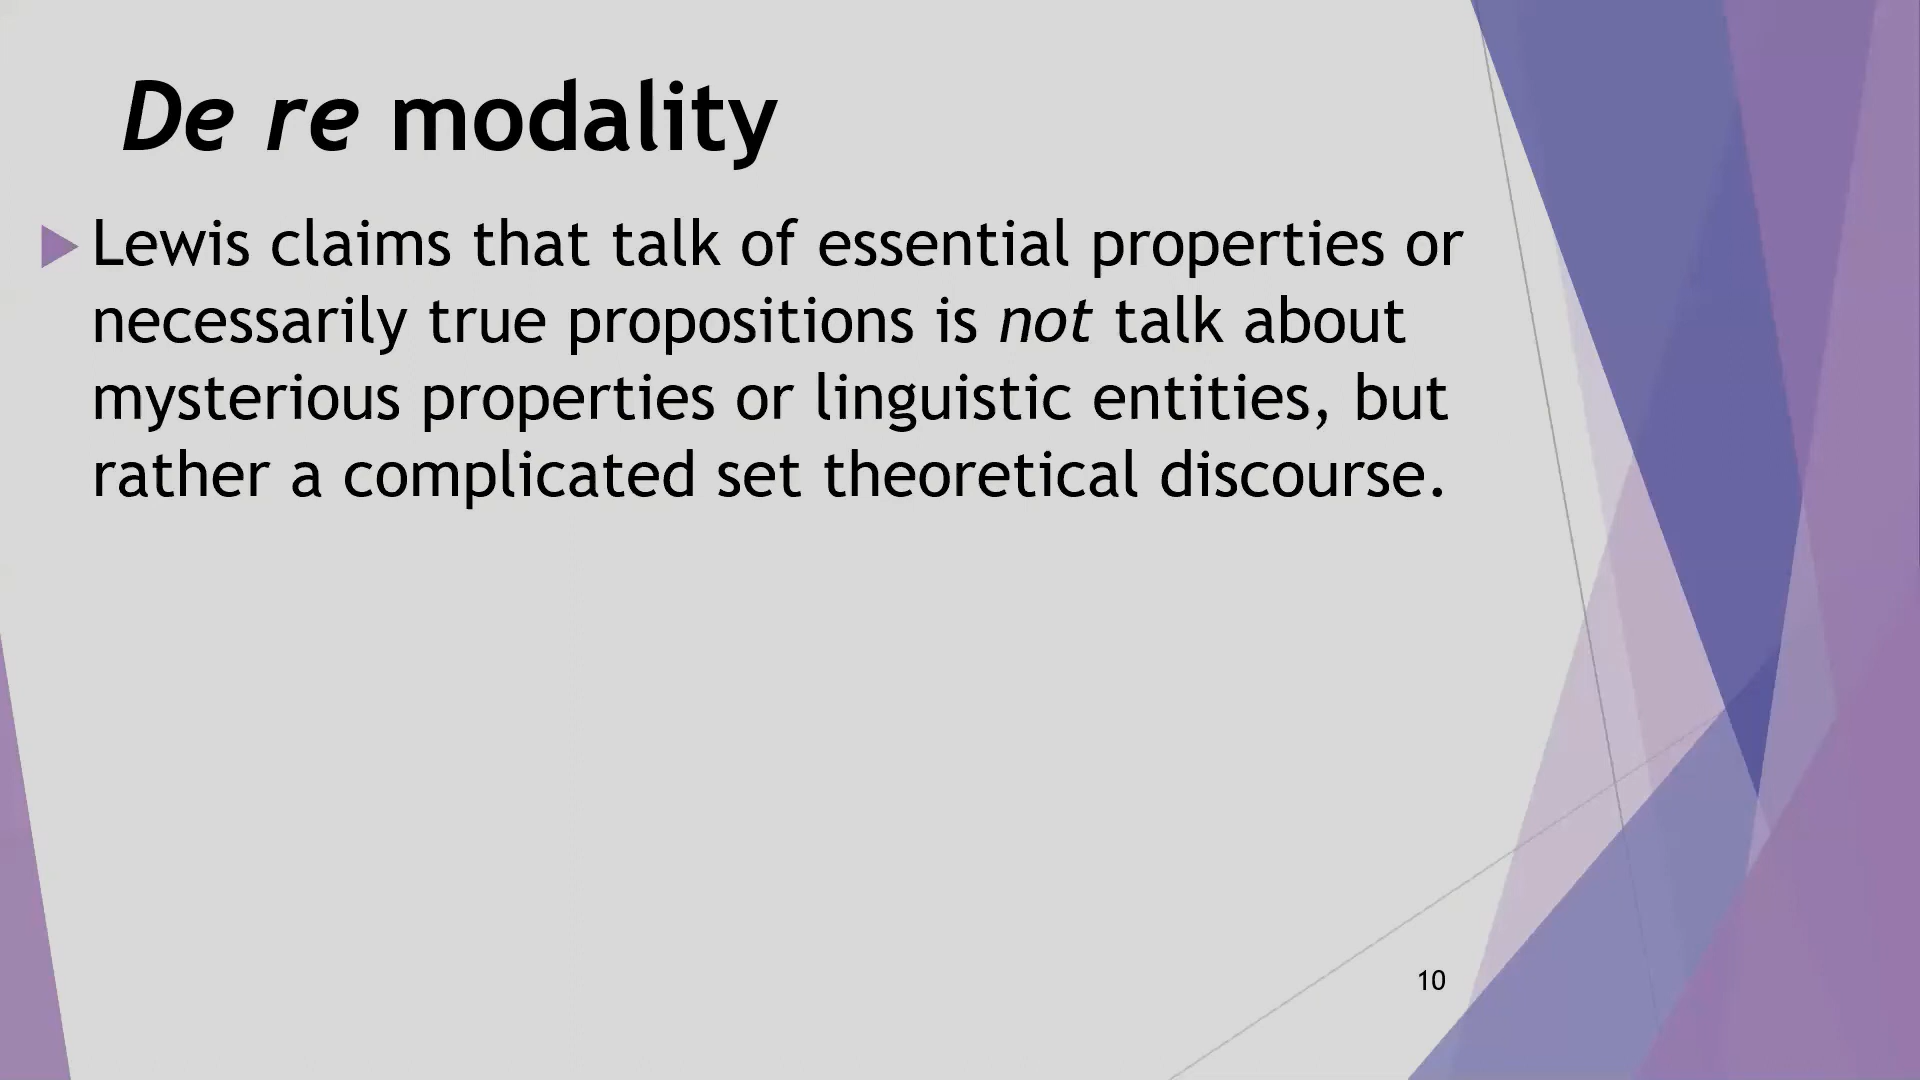 De re modality
Lewis claims that talk of essential properties or
necessarily true propositions is not talk about
mysterious properties or linguistic entities, but
rather a complicated set theoretical discourse.
10